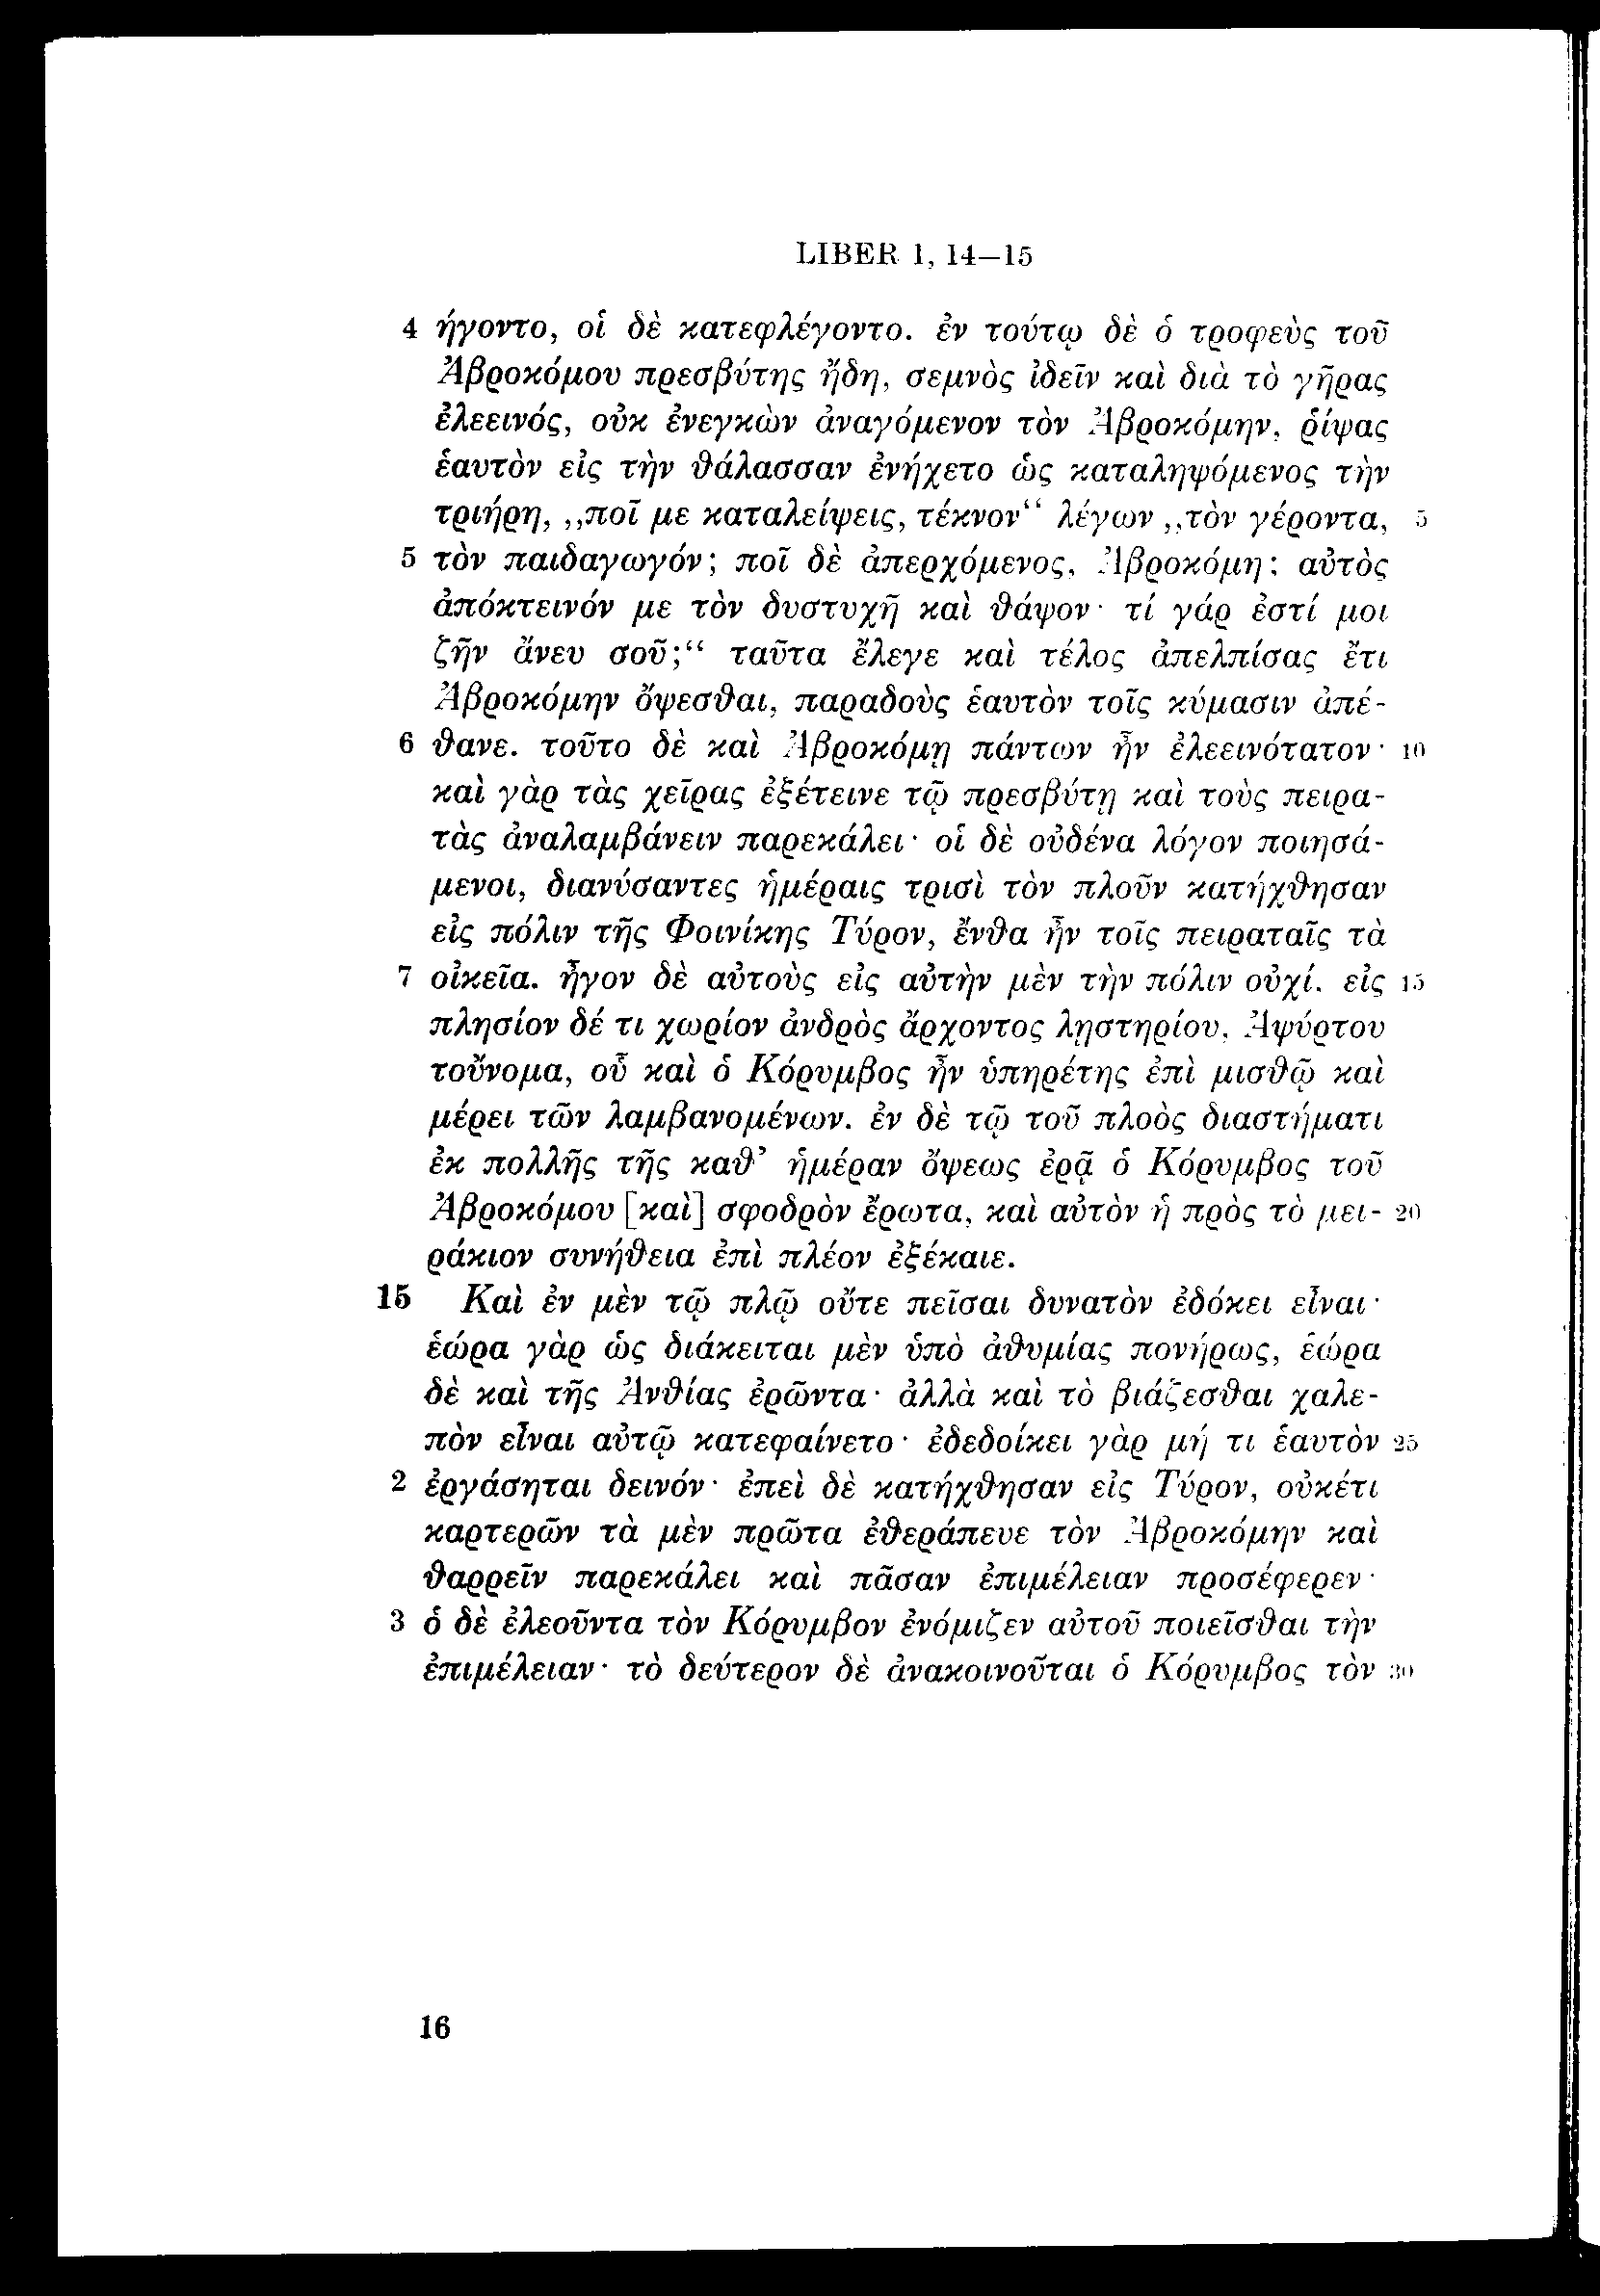 LIBER 1, 14—15
4 ήγοντο, οἱ δὲ κατεφλέγοντο. ἐν τούτῳ δὲ ὁ τροφεὺς τοῦ
Ἁβροκόμου πρεσβύτης ἤδη, σεμνὸς ἰδεῖν καὶ διὰ τὸ γῆρας
ἐλεεινός, οὐκ ἐνεγκὼν ἀναγόμενον τὸν Ἁβροκόμην, ῥίψας
ἑαυτὸν εἰς τὴν θάλασσαν ἐνήχετο ὡς καταληψόμενος τὴν
τριήρη, „ποῖ με καταλείψεις, τέκνον“ λέγων „τὸν γέροντα, 5
5 τὸν παιδαγωγόν; ποῖ δὲ ἀπερχόμενος, Ἁβροκόμη; αὐτὸς
ἀπόκτεινόν με τὸν δυστυχῆ καὶ θάψον· τί γάρ ἐστί μοι
ζῆν ἄνευ σοῦ;“ ταῦτα ἔλεγε καὶ τέλος ἀπελπίσας ἔτι
Ἁβροκόμην ὄψεσθαι, παραδοὺς ἑαυτὸν τοῖς κύμασιν ἀπέ-
6 θανε. τοῦτο δὲ καὶ Ἁβροκόμῃ πάντων ἦν ἐλεεινότατον· 10
καὶ γὰρ τὰς χεῖρας ἐξέτεινε τῷ πρεσβύτῃ καὶ τοὺς πειρα-
τὰς ἀναλαμβάνειν παρεκάλει· οἱ δὲ οὐδένα λόγον ποιησά-
μενοι, διανύσαντες ἡμέραις τρισὶ τὸν πλοῦν κατήχθησαν
εἰς πόλιν τῆς Φοινίκης Τύρον, ἔνθα ἦν τοῖς πειραταῖς τὰ
7 οἰκεῖα. ἦγον δὲ αὐτοὺς εἰς αὐτὴν μὲν τὴν πόλιν οὐχί, εἰς 15
πλησίον δέ τι χωρίον ἀνδρὸς ἄρχοντος λῃστηρίου, Ἀψύρτου
τοὔνομα, οὗ καὶ ὁ Κόρυμβος ἦν ὑπηρέτης ἐπὶ μισθῷ καὶ
μέρει τῶν λαμβανομένων. ἐν δὲ τῷ τοῦ πλοὸς διαστήματι
ἐκ πολλῆς τῆς καθ’ ἡμέραν ὄψεως ἐρᾷ ὁ Κόρυμβος τοῦ
Ἁβροκόμου [καὶ] σφοδρὸν ἔρωτα, καὶ αὐτὸν ἡ πρὸς τὸ μει- 20
ράκιον συνήθεια ἐπὶ πλέον ἐξέκαιε.
15 Καὶ ἐν μὲν τῷ πλῷ οὔτε πεῖσαι δυνατὸν ἐδόκει εἶναι·
ἑώρα γὰρ ὡς διάκειται μὲν ὑπὸ ἀθυμίας πονήρως, ἑώρα
δὲ καὶ τῆς Ἀνθίας ἐρῶντα· ἀλλὰ καὶ τὸ βιάζεσθαι χαλε-
πὸν εἶναι αὐτῷ κατεφαίνετο· ἐδεδοίκει γὰρ μή τι ἑαυτὸν 25
2 ἐργάσηται δεινόν· ἐπεὶ δὲ κατήχθησαν εἰς Τύρον, οὐκέτι
καρτερῶν τὰ μὲν πρῶτα ἐθεράπευε τὸν Ἁβροκόμην καὶ
θαρρεῖν παρεκάλει καὶ πᾶσαν ἐπιμέλειαν προσέφερεν·
3 ὁ δὲ ἐλεοῦντα τὸν Κόρυμβον ἐνόμιζεν αὐτοῦ ποιεῖσθαι τὴν
ἐπιμέλειαν· τὸ δεύτερον δὲ ἀνακοινοῦται ὁ Κόρυμβος τὸν 30
16